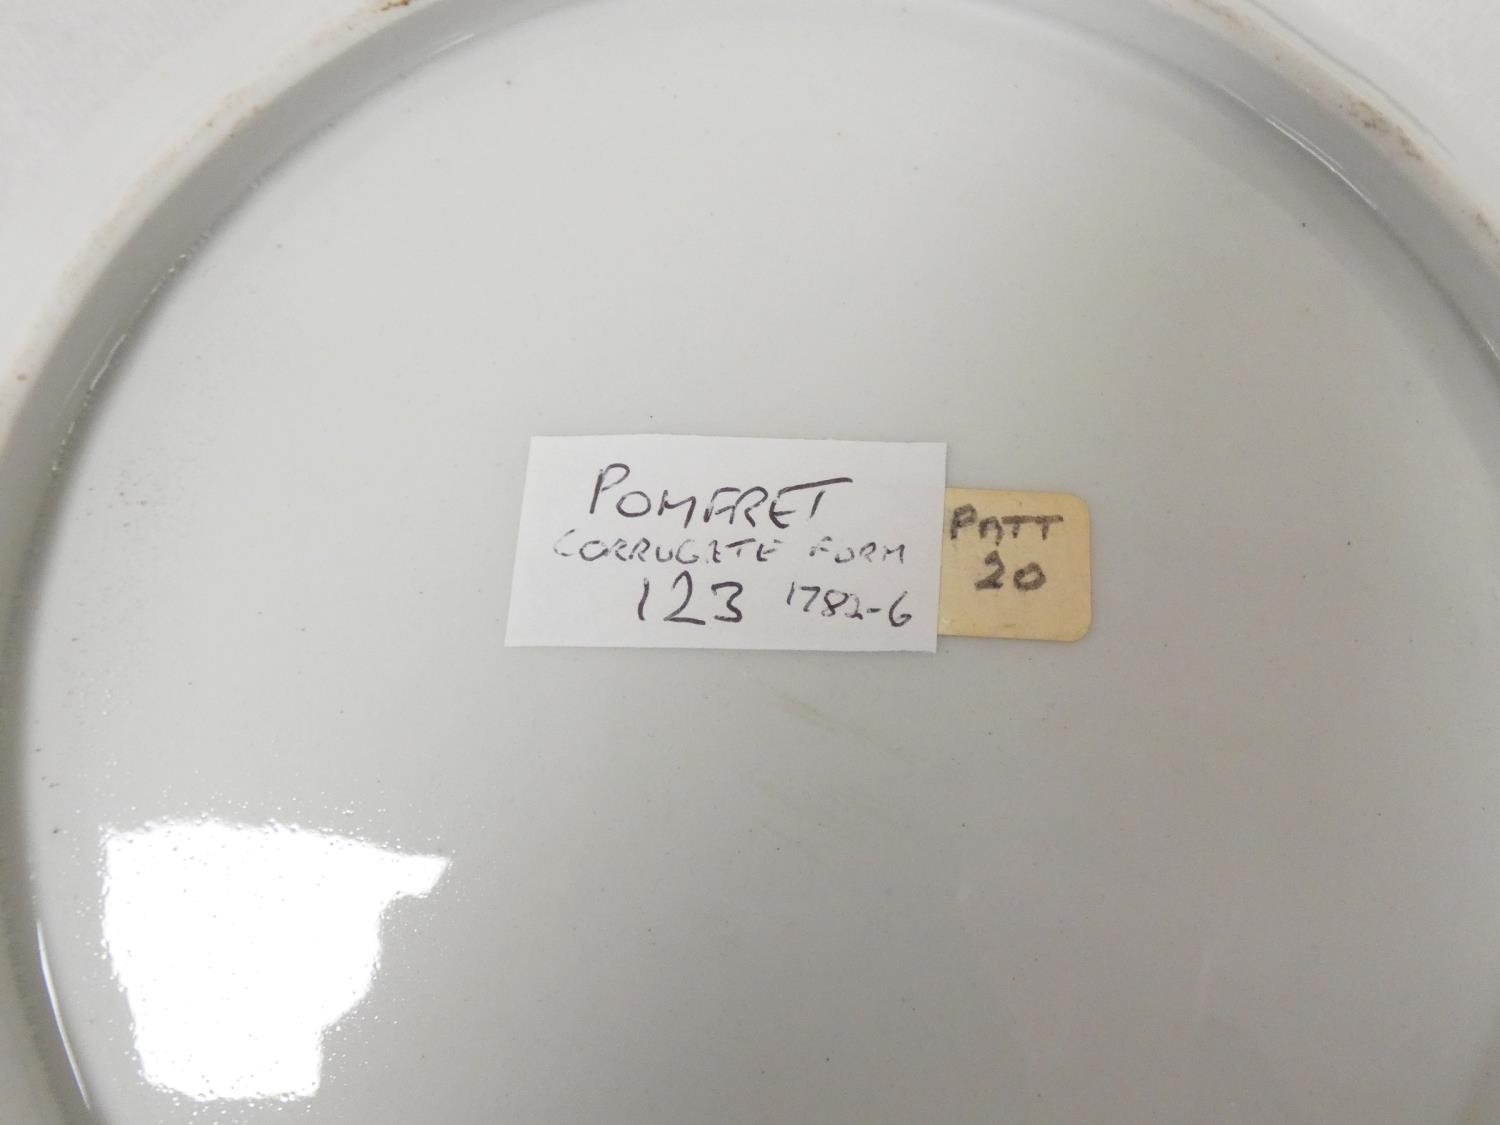 POMFRET
CORRUGATE FORM
123 1782-6
PATT
20